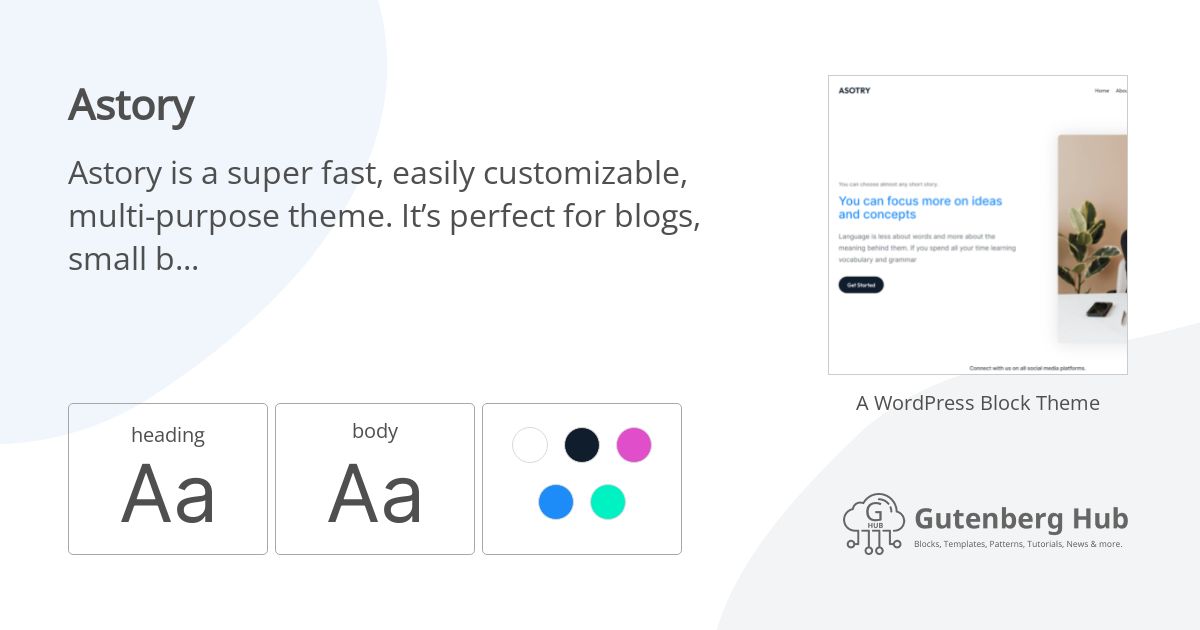 Astory
Astory is a super fast, easily customizable,
multi-purpose theme. It’s perfect for blogs,
small b...
heading
Aa
body
Aa
ASOTRY
Home Abou
You can choose almost any short story.
You can focus more on ideas
and concepts
Language is less about words and more about the
meaning behind them. If you spend all your time learning
vocabulary and grammar
Get Started
Connect with us on all social media platforms.
A WordPress Block Theme
G
HUB
Gutenberg Hub
Blocks, Templates, Patterns, Tutorials, News & more.